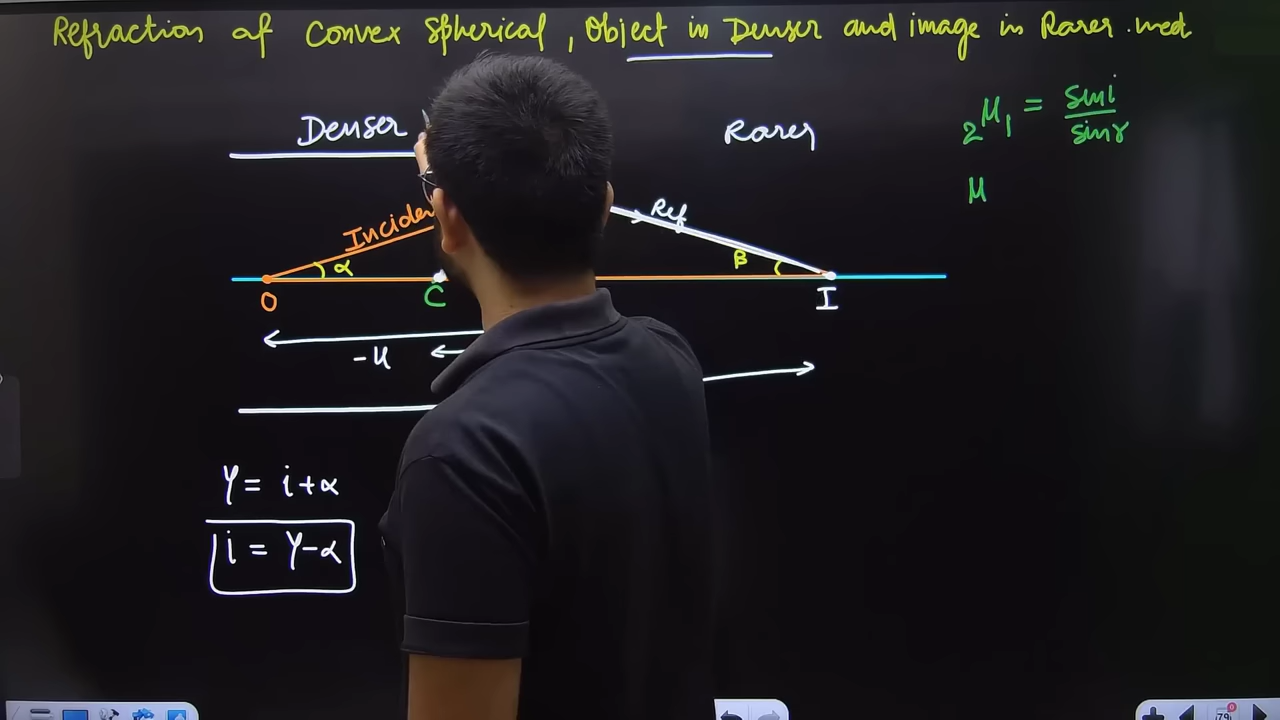 Refraction of Convex Spherical, Object in Denser and image in Rarer med
Denser
Rarer
₂μ₁ = sini / sinr
μ
Ref
α
β
O
C
I
-u
γ = i+α
i = γ-α